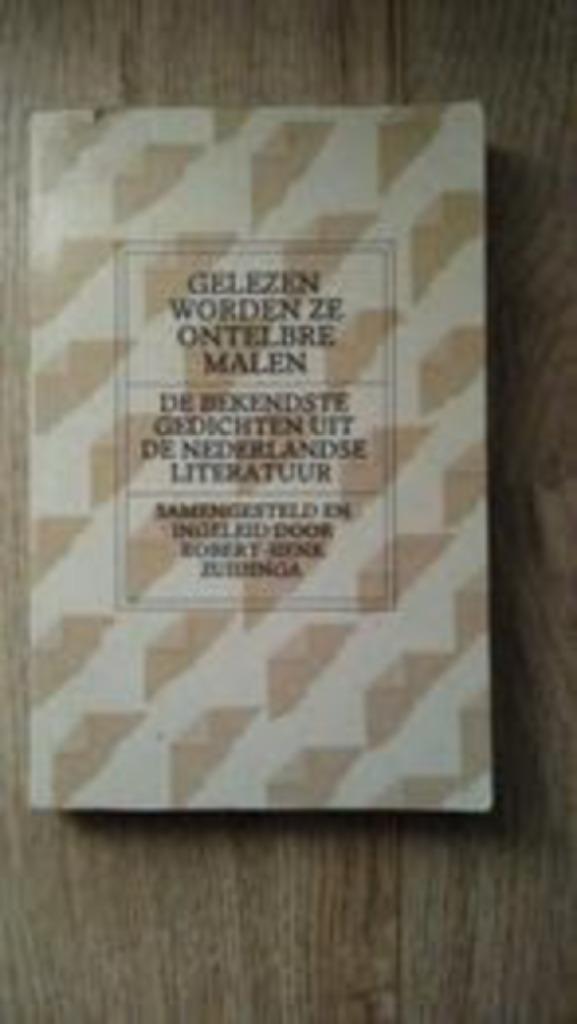 GELEZEN
WORDEN ZE
ONTELBRE
MALEN
DE BEKENDSTE
GEDICHTEN UIT
DE NEDERLANDSE
LITERATUUR
SAMENGESTELD EN
INGELEID DOOR
ROBERT-HENK
ZUIDINGA